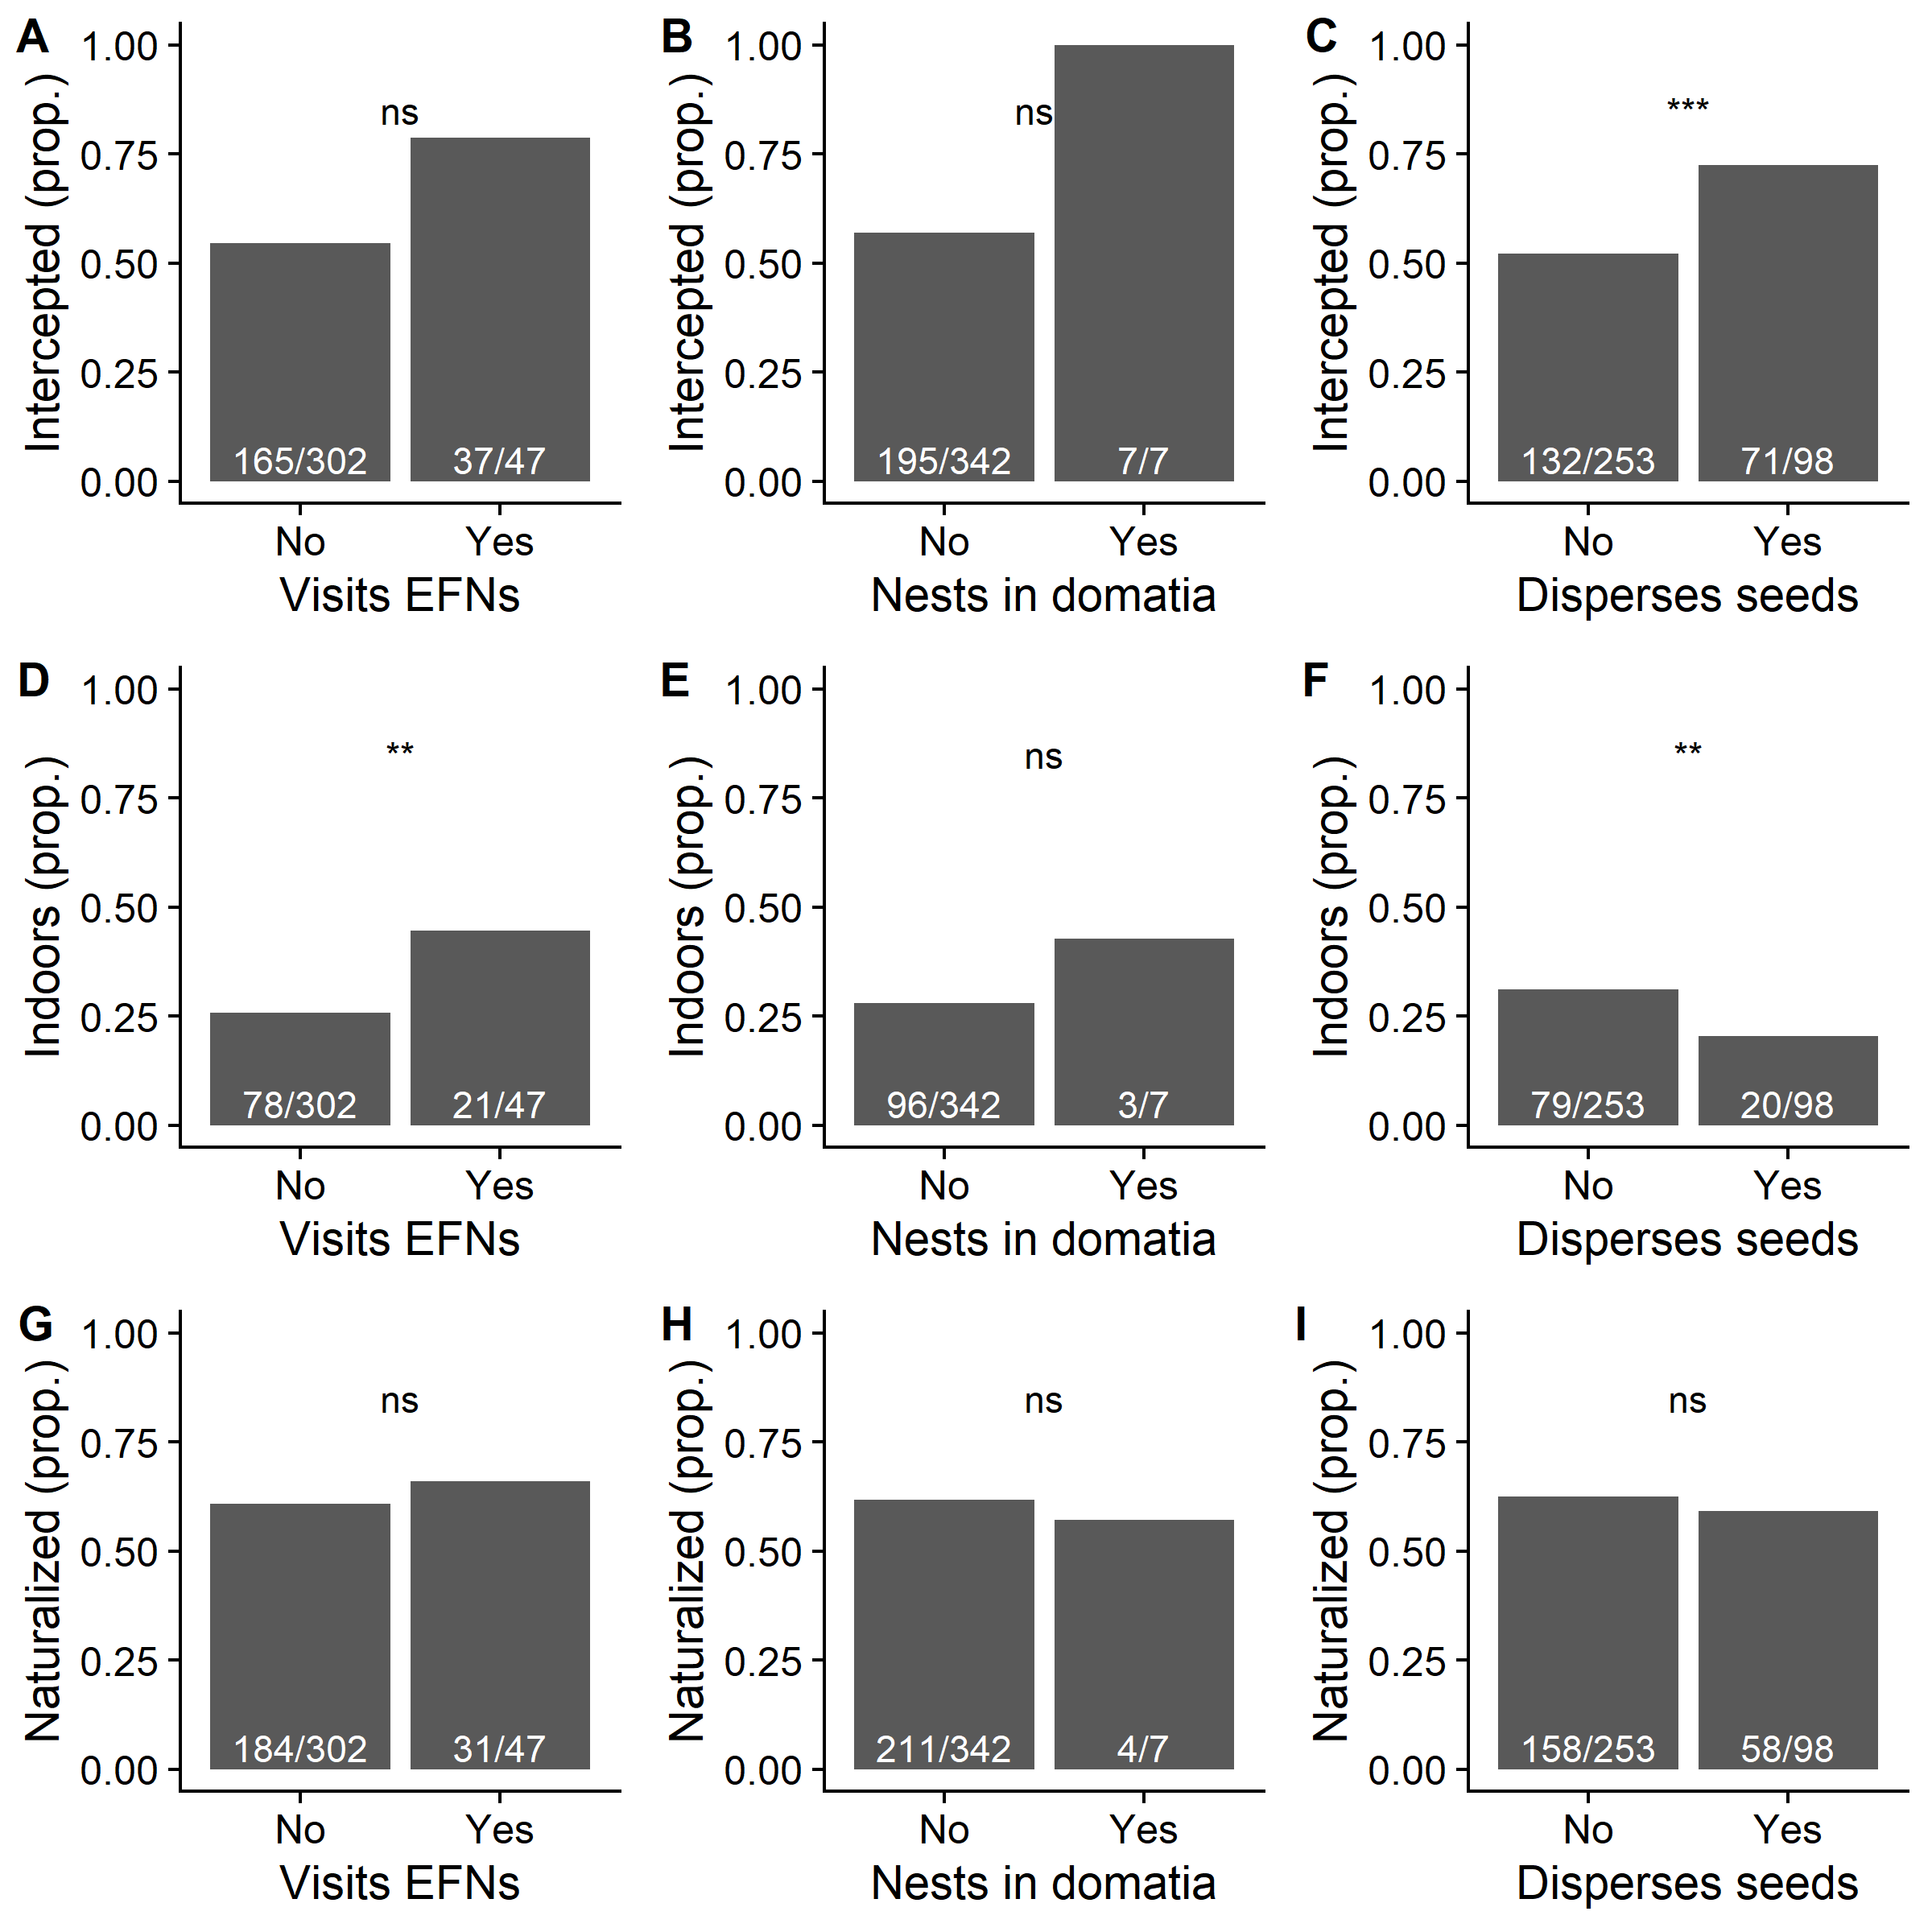 A
Intercepted (prop.)
1.00
0.75
0.50
0.25
0.00
ns
165/302
37/47
No
Yes
Visits EFNs
B
Intercepted (prop.)
1.00
0.75
0.50
0.25
0.00
ns
195/342
7/7
No
Yes
Nests in domatia
C
Intercepted (prop.)
1.00
0.75
0.50
0.25
0.00
***
132/253
71/98
No
Yes
Disperses seeds
D
Indoors (prop.)
1.00
0.75
0.50
0.25
0.00
**
78/302
21/47
No
Yes
Visits EFNs
E
Indoors (prop.)
1.00
0.75
0.50
0.25
0.00
ns
96/342
3/7
No
Yes
Nests in domatia
F
Indoors (prop.)
1.00
0.75
0.50
0.25
0.00
**
79/253
20/98
No
Yes
Disperses seeds
G
Naturalized (prop.)
1.00
0.75
0.50
0.25
0.00
ns
184/302
31/47
No
Yes
Visits EFNs
H
Naturalized (prop.)
1.00
0.75
0.50
0.25
0.00
ns
211/342
4/7
No
Yes
Nests in domatia
I
Naturalized (prop.)
1.00
0.75
0.50
0.25
0.00
ns
158/253
58/98
No
Yes
Disperses seeds